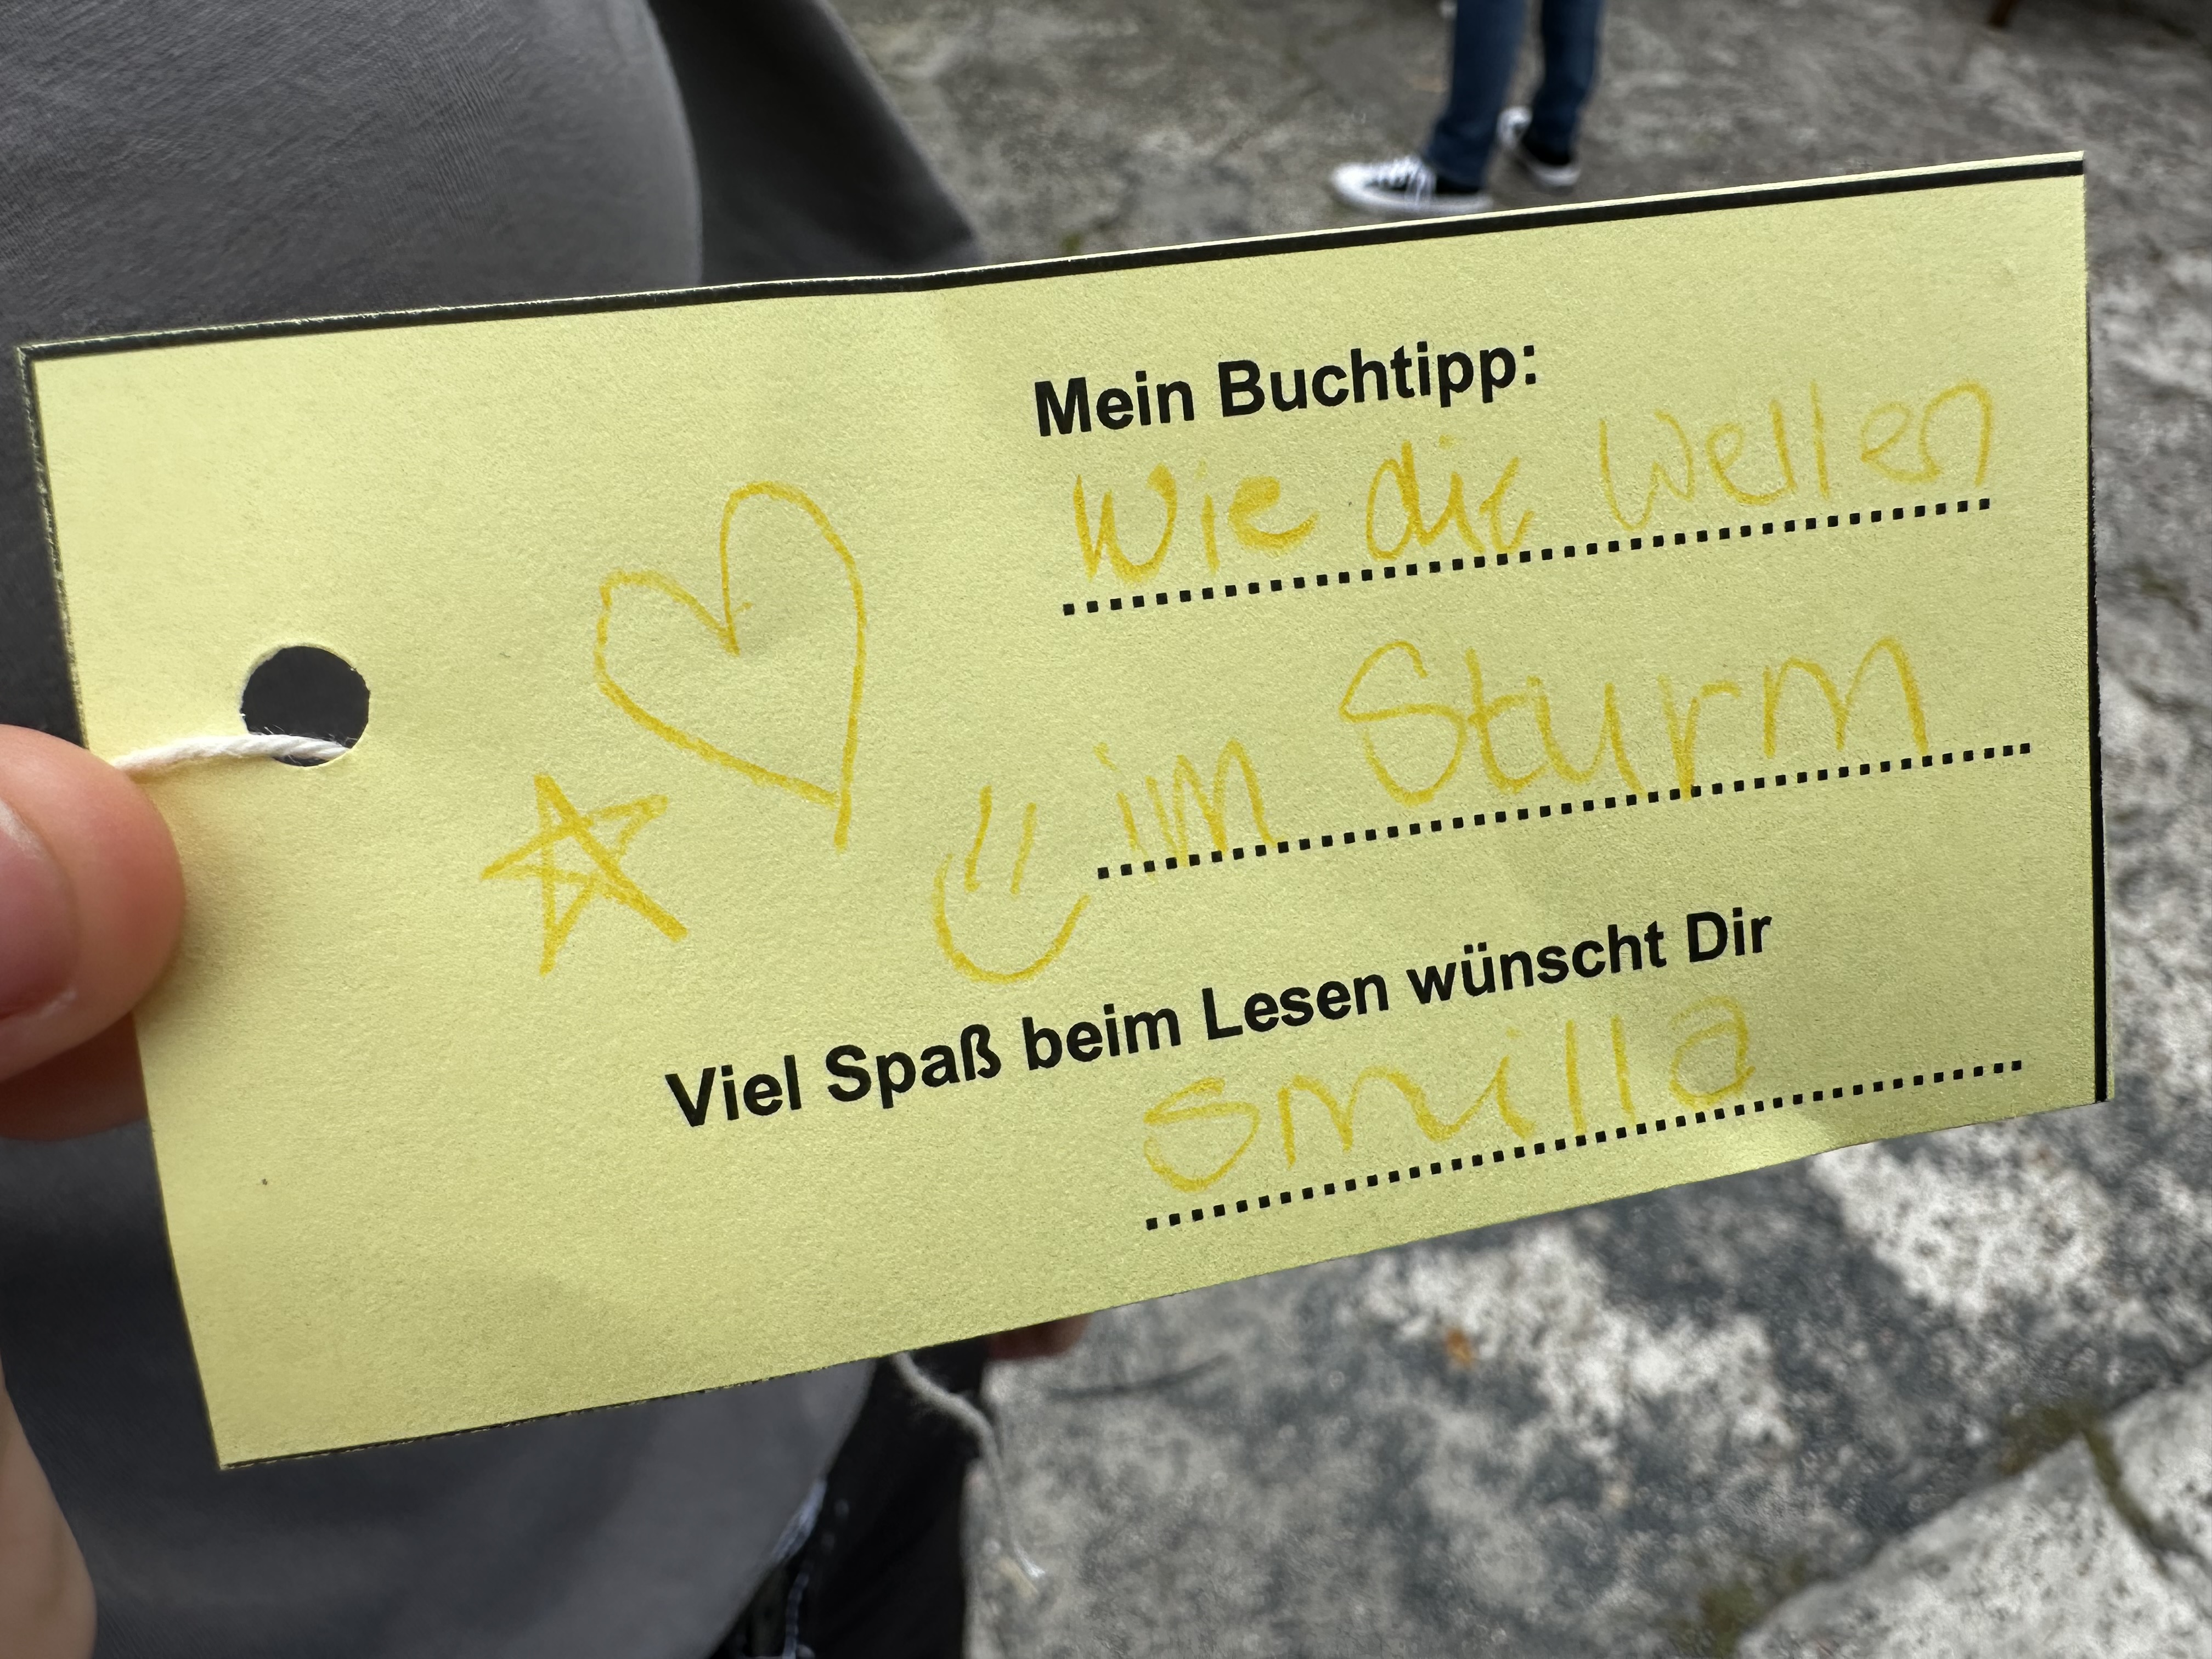 Mein Buchtipp:
Wie die Wellen
im Sturm
Viel Spaß beim Lesen wünscht Dir
Smilla